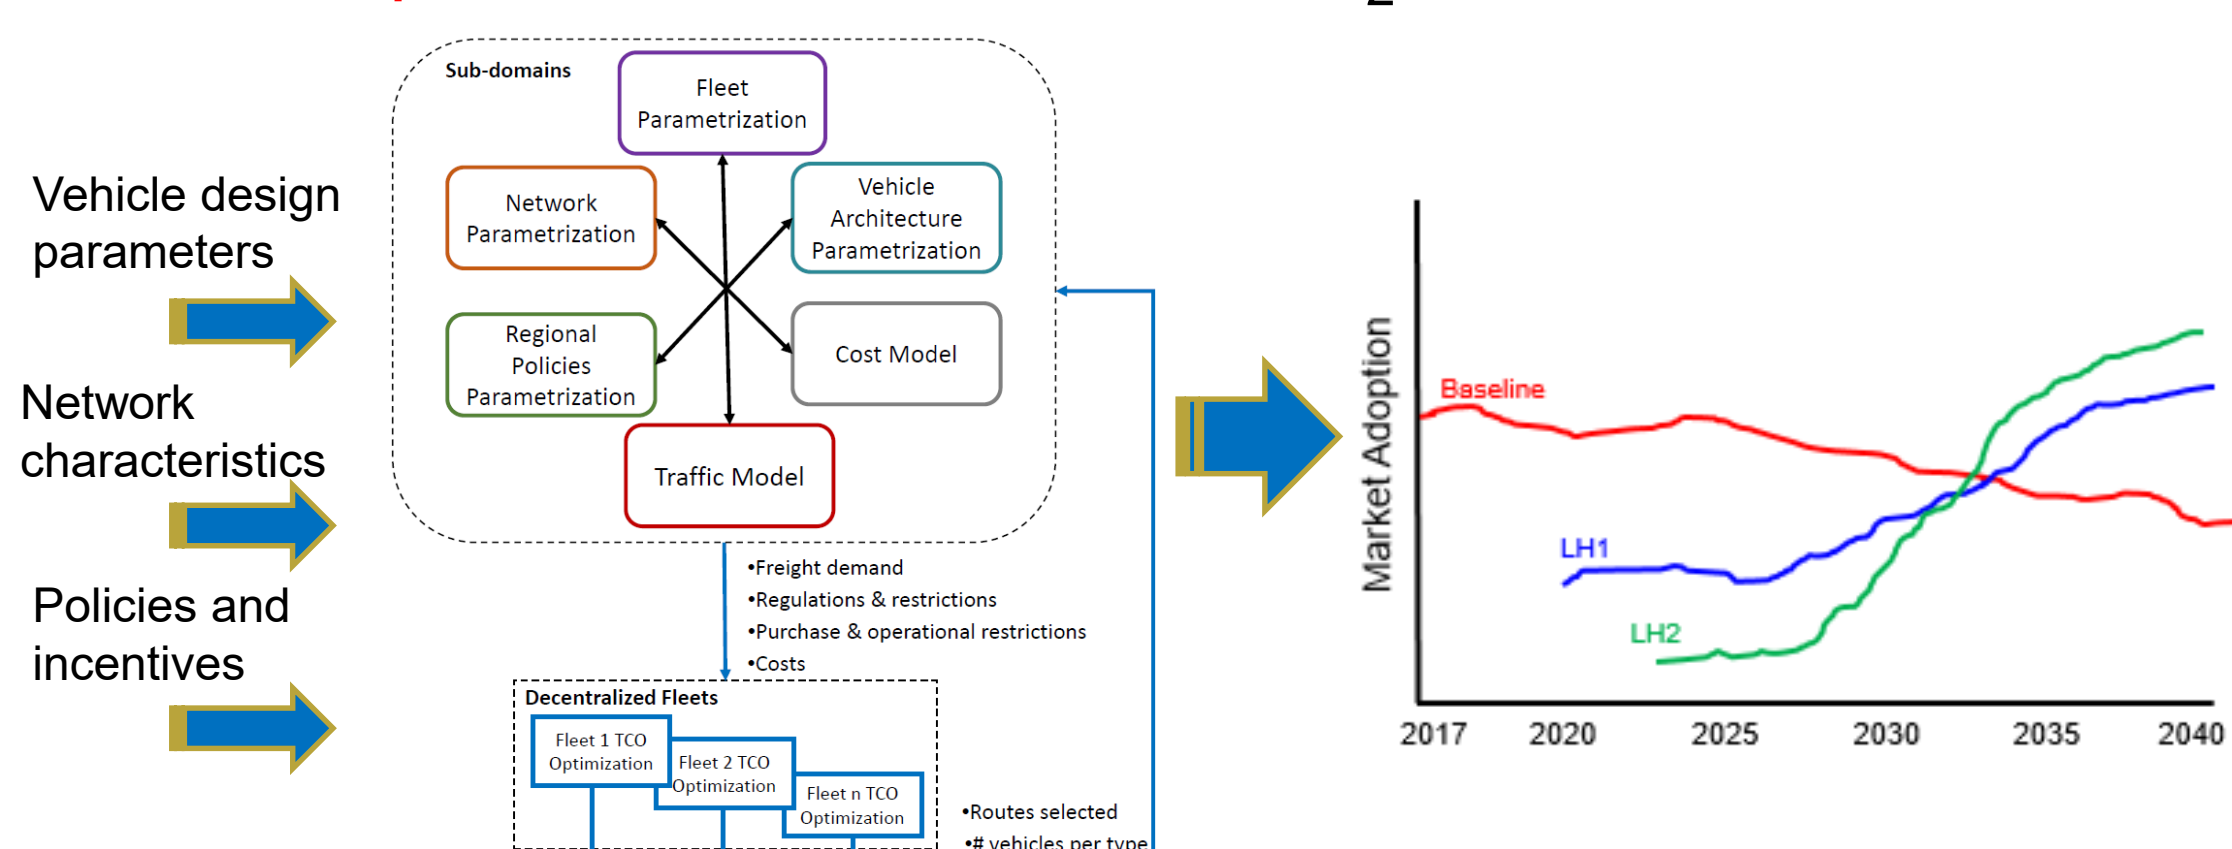 Vehicle design
parameters
Network
characteristics
Policies and
incentives
Sub-domains
Fleet
Parametrization
Network
Parametrization
Vehicle
Architecture
Parametrization
Regional
Policies
Parametrization
Cost Model
Traffic Model
•Freight demand
•Regulations & restrictions
•Purchase & operational restrictions
•Costs
Decentralized Fleets
Fleet 1 TCO
Optimization
Fleet 2 TCO
Optimization
Fleet n TCO
Optimization
•Routes selected
•# vehicles per type
Market Adoption
Baseline
LH1
LH2
2017 2020 2025 2030 2035 2040